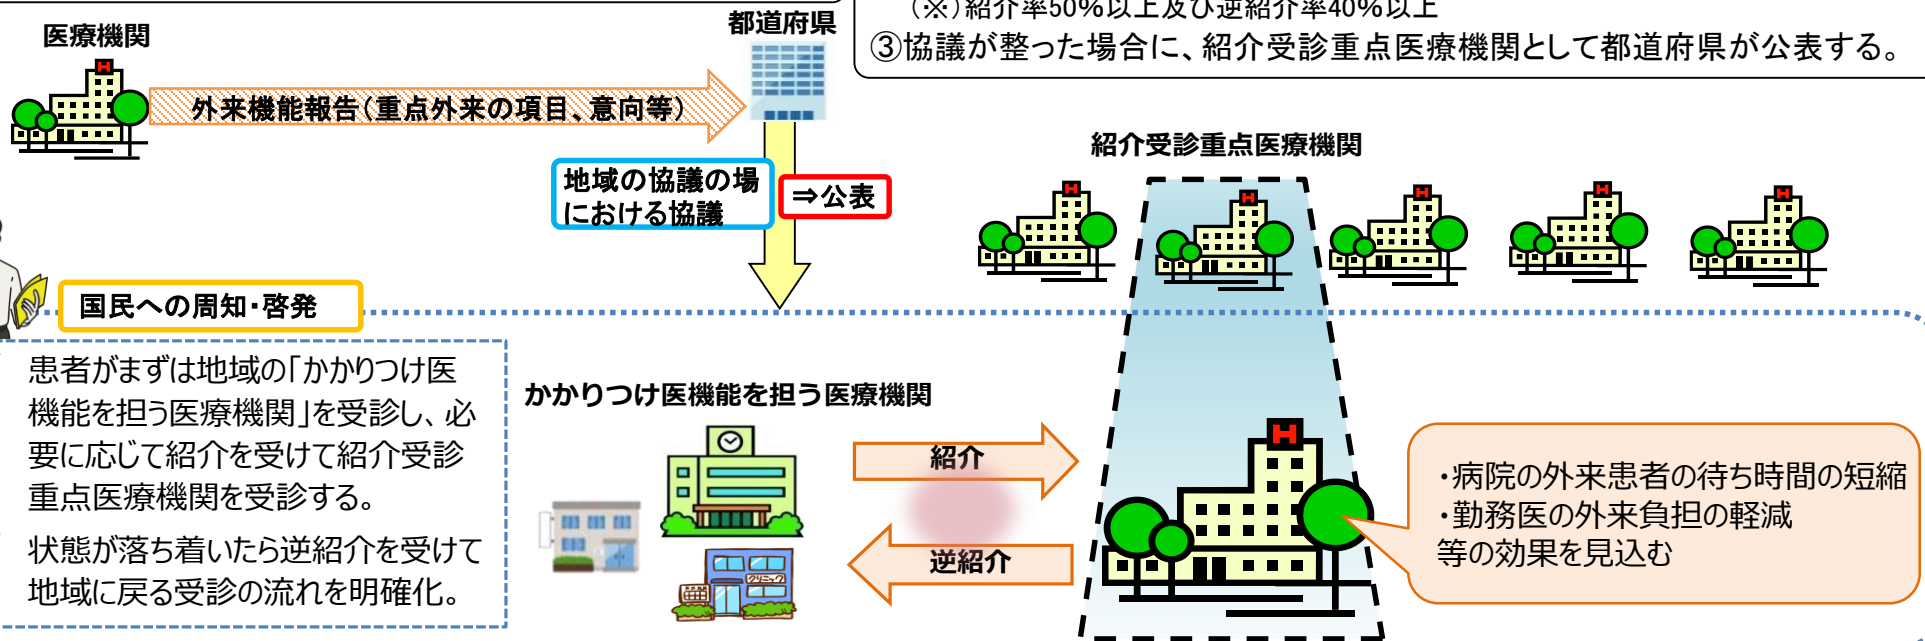 (※)紹介率50%以上及び逆紹介率40%以上
③協議が整った場合に、紹介受診重点医療機関として都道府県が公表する。
都道府県
医療機関
外来機能報告(重点外来の項目、意向等)
地域の協議の場
における協議
⇒公表
紹介受診重点医療機関
国民への周知・啓発
患者がまずは地域の「かかりつけ医
機能を担う医療機関」を受診し、必
要に応じて紹介を受けて紹介受診
重点医療機関を受診する。
状態が落ち着いたら逆紹介を受けて
地域に戻る受診の流れを明確化。
かかりつけ医機能を担う医療機関
クリニック
紹介
逆紹介
H
H
H
H
H
H
H
・病院の外来患者の待ち時間の短縮
・勤務医の外来負担の軽減
等の効果を見込む